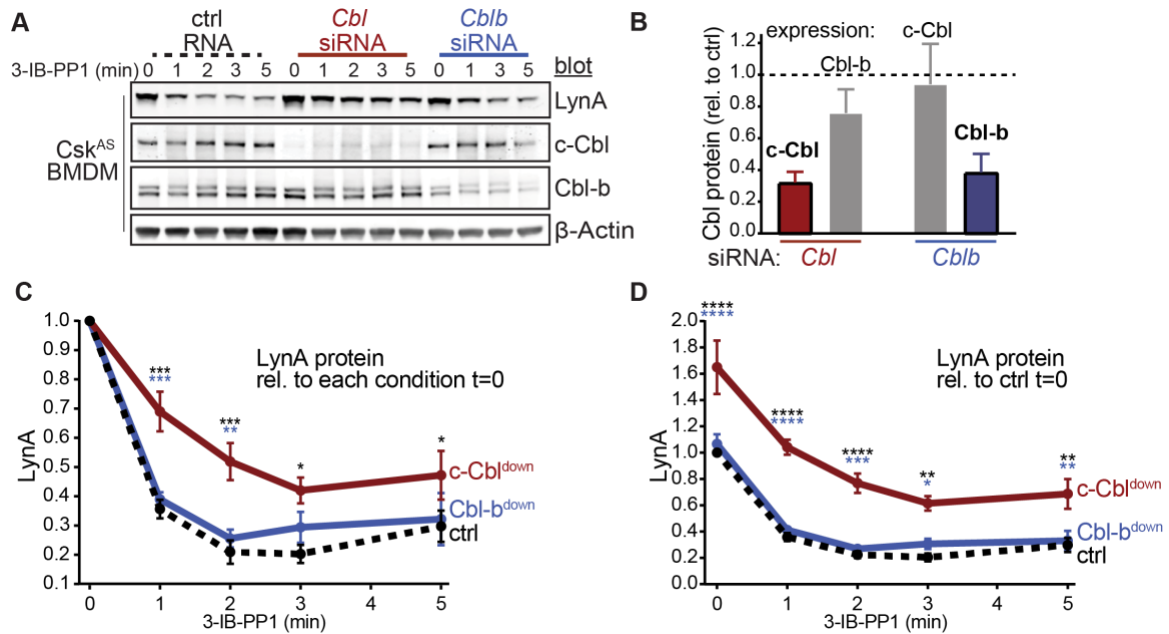 A
ctrl
RNA
Cbl
siRNA
Cblb
siRNA
3-IB-PP1 (min) 0 1 2 3 5 0 1 2 3 5 0 1 2 3 5 blot
LynA
c-Cbl
Cbl-b
β-Actin
Csk^AS
BMDM
B
Cbl protein (rel. to ctrl)
1.2
1.0
0.8
0.6
0.4
0.2
0.0
expression:
c-Cbl
Cbl-b
c-Cbl
Cbl-b
siRNA: Cbl Cblb
C
LynA
1.0
0.9
0.8
0.7
0.6
0.5
0.4
0.3
0.2
0.1
LynA protein
rel. to each condition t=0
***
***
***
**
*
*
c-Cbl^down
Cbl-b^down
ctrl
0 1 2 3 4 5
3-IB-PP1 (min)
D
LynA
2.0
1.8
1.6
1.4
1.2
1.0
0.8
0.6
0.4
0.2
0.0
LynA protein
rel. to ctrl t=0
****
****
****
****
****
***
**
*
**
**
c-Cbl^down
Cbl-b^down
ctrl
0 1 2 3 4 5
3-IB-PP1 (min)